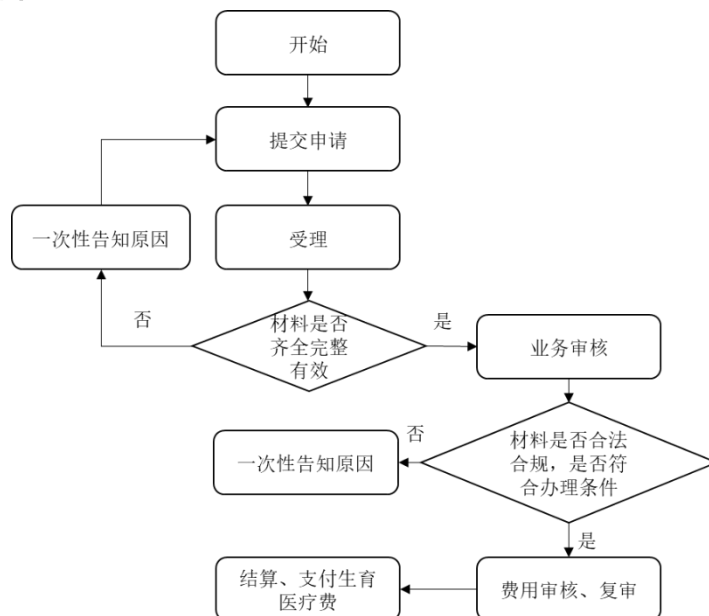 开始
提交申请
一次性告知原因
受理
否
材料是否
齐全完整
有效
是
业务审核
一次性告知原因
否
材料是否合法
合规，是否符
合办理条件
是
结算、支付生育
医疗费
费用审核、复审